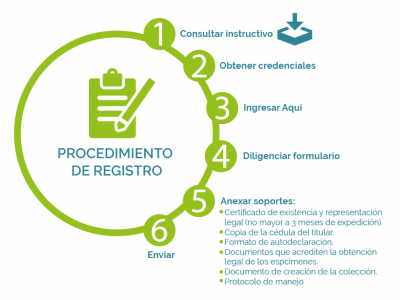 1 Consultar instructivo
2 Obtener credenciales
3 Ingresar Aqui
PROCEDIMIENTO
DE REGISTRO
4 Diligenciar formulario
5 Anexar soportes:
• Certificado de existencia y representación
legal (no mayor a 3 meses de expedición).
• Copia de la cédula del titular.
• Formato de autodeclaración.
• Documentos que acrediten la obtención
legal de los espcímenes.
• Documento de creación de la colección.
• Protocolo de manejo
6 Enviar